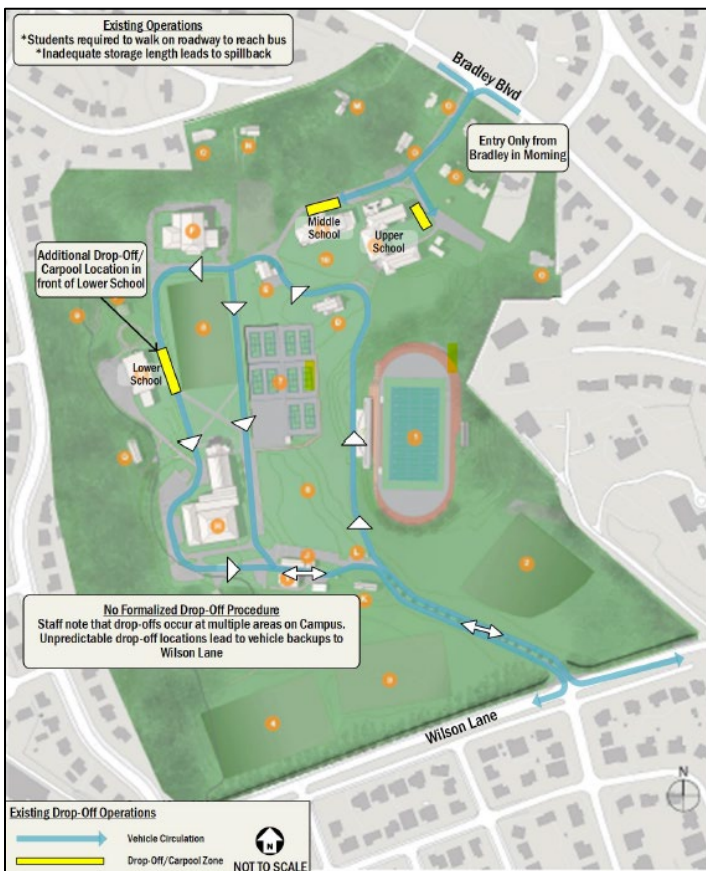 Existing Operations
*Students required to walk on roadway to reach bus
*Inadequate storage length leads to spillback
Bradley Blvd
Entry Only from
Bradley in Morning
Middle
School
Upper
School
Additional Drop-Off/
Carpool Location in
front of Lower School
Lower
School
No Formalized Drop-Off Procedure
Staff note that drop-offs occur at multiple areas on Campus.
Unpredictable drop-off locations lead to vehicle backups to
Wilson Lane
Wilson Lane
N
Existing Drop-Off Operations
Vehicle Circulation
Drop-Off/Carpool Zone
N
NOT TO SCALE